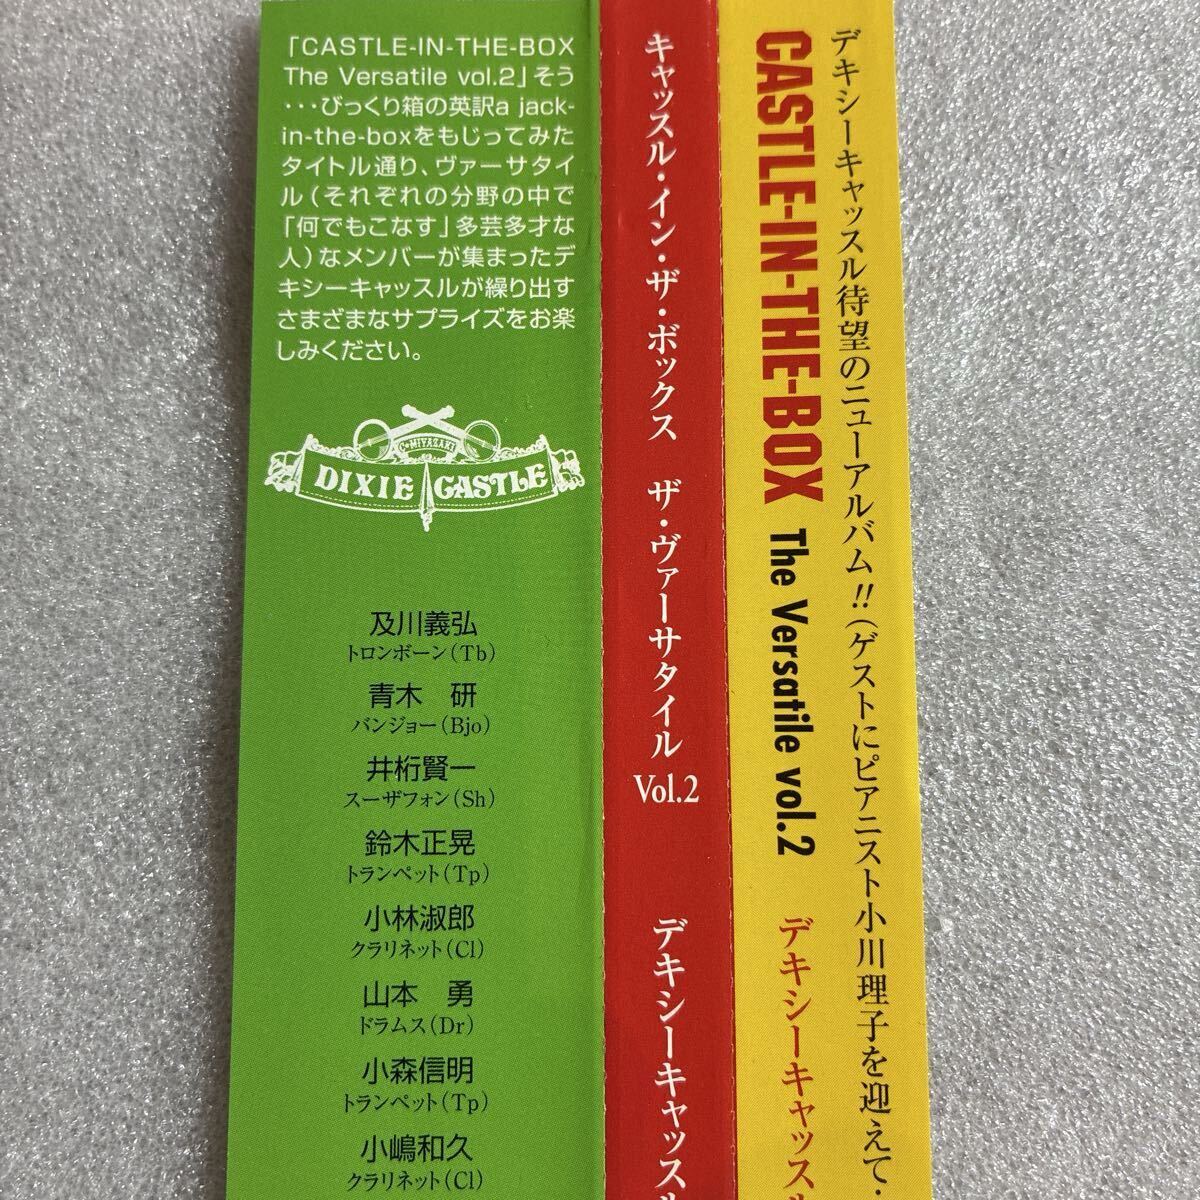 「CASTLE-IN-THE-BOX
The Versatile vol.2」そう
･･･びっくり箱の英訳a jack-
in-the-boxをもじってみた
タイトル通り、ヴァーサタイ
ル（それぞれの分野の中で
「何でもこなす」多芸多才な
人）なメンバーが集まったデ
キシーキャッスルが繰り出す
さまざまなサプライズをお楽
しみください。
C★MIYAZAKI
DIXIE CASTLE
及川義弘
トロンボーン(Tb)
青木　研
バンジョー(Bjo)
井桁賢一
スーザフォン(Sh)
鈴木正晃
トランペット(Tp)
小林淑郎
クラリネット(Cl)
山本　勇
ドラムス(Dr)
小森信明
トランペット(Tp)
小嶋和久
クラリネット(Cl)
キャッスル・イン・ザ・ボックス　ザ・ヴァーサタイル Vol.2　デキシーキャッスル
デキシーキャッスル待望のニューアルバム!!（ゲストにピアニスト小川理子を迎えて・
CASTLE-IN-THE-BOX The Versatile vol.2 デキシーキャッスル